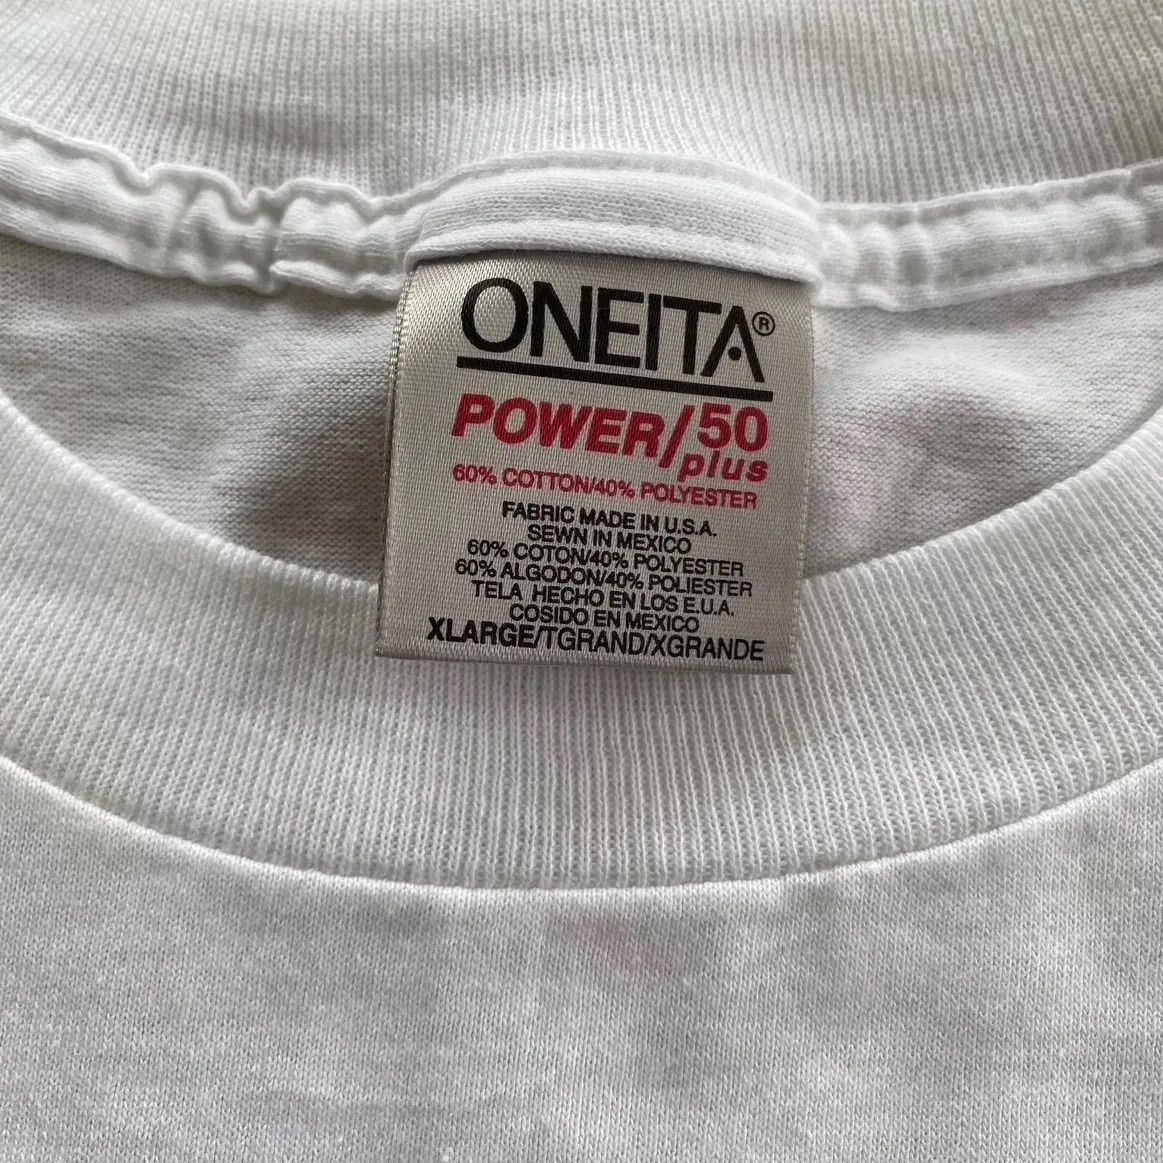 ONEITA®
POWER/50 plus
60% COTTON/40% POLYESTER
FABRIC MADE IN U.S.A.
SEWN IN MEXICO
60% COTON/40% POLYESTER
60% ALGODON/40% POLIESTER
TELA HECHO EN LOS E.U.A.
COSIDO EN MEXICO
XLARGE/TGRAND/XGRANDE